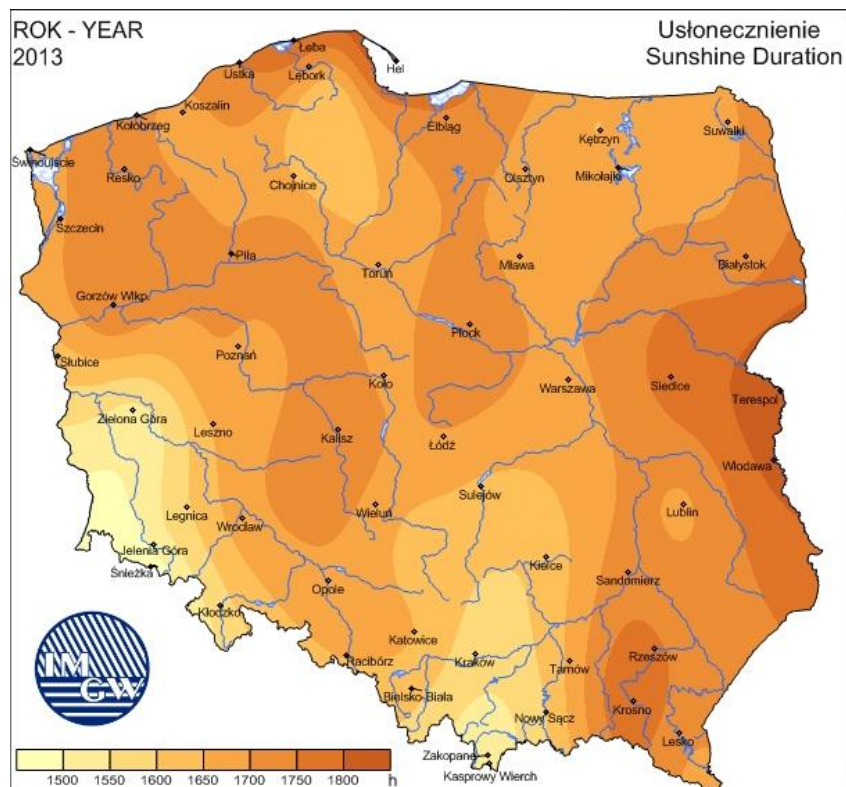 ROK - YEAR
2013
Usłonecznienie
Sunshine Duration
Łeba
Hel
Ustka
Lębork
Koszalin
Kołobrzeg
Elbląg
Suwałki
Kętrzyn
Świnoujście
Resko
Chojnice
Olsztyn
Mikołajki
Szczecin
Piła
Toruń
Mława
Białystok
Gorzów Wlkp.
Płock
Słubice
Poznań
Koło
Warszawa
Siedlce
Terespol
Zielona Góra
Leszno
Kalisz
Łódź
Włodawa
Sulejów
Legnica
Wrocław
Wieluń
Lublin
Jelenia Góra
Śnieżka
Kielce
Sandomierz
Opole
Kłodzko
Katowice
Racibórz
Kraków
Tarnów
Rzeszów
Bielsko-Biała
Nowy Sącz
Krosno
Lesko
Zakopane
Kasprowy Wierch
IM
GW
1500 1550 1600 1650 1700 1750 1800 h